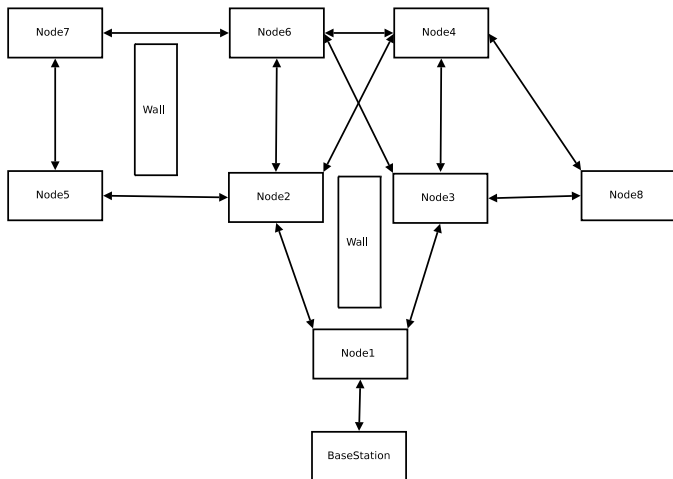 Node7
Node6
Node4
Wall
Node5
Node2
Node3
Node8
Wall
Node1
BaseStation